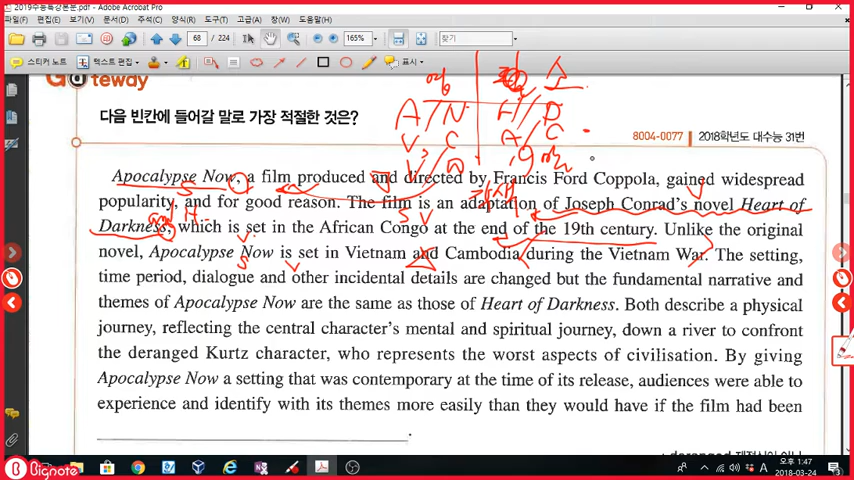 2019수능특강본문.pdf - Adobe Acrobat Pro
파일(F) 편집(E) 보기(V) 문서(D) 주석(C) 양식(R) 도구(T) 고급(A) 창(W) 도움말(H)
68 / 224 165% 찾기
스티커 노트 텍스트 편집 표시
Gateway
다음 빈칸에 들어갈 말로 가장 적절한 것은?
8004-0077 2018학년도 대수능 31번
A / N
V C
A / C
Apocalypse Now, a film produced and directed by Francis Ford Coppola, gained widespread
popularity, and for good reason. The film is an adaptation of Joseph Conrad's novel Heart of
Darkness, which is set in the African Congo at the end of the 19th century. Unlike the original
novel, Apocalypse Now is set in Vietnam and Cambodia during the Vietnam War. The setting,
time period, dialogue and other incidental details are changed but the fundamental narrative and
themes of Apocalypse Now are the same as those of Heart of Darkness. Both describe a physical
journey, reflecting the central character's mental and spiritual journey, down a river to confront
the deranged Kurtz character, who represents the worst aspects of civilisation. By giving
Apocalypse Now a setting that was contemporary at the time of its release, audiences were able to
experience and identify with its themes more easily than they would have if the film had been
.
Bignote
오후 1:47
2018-03-24